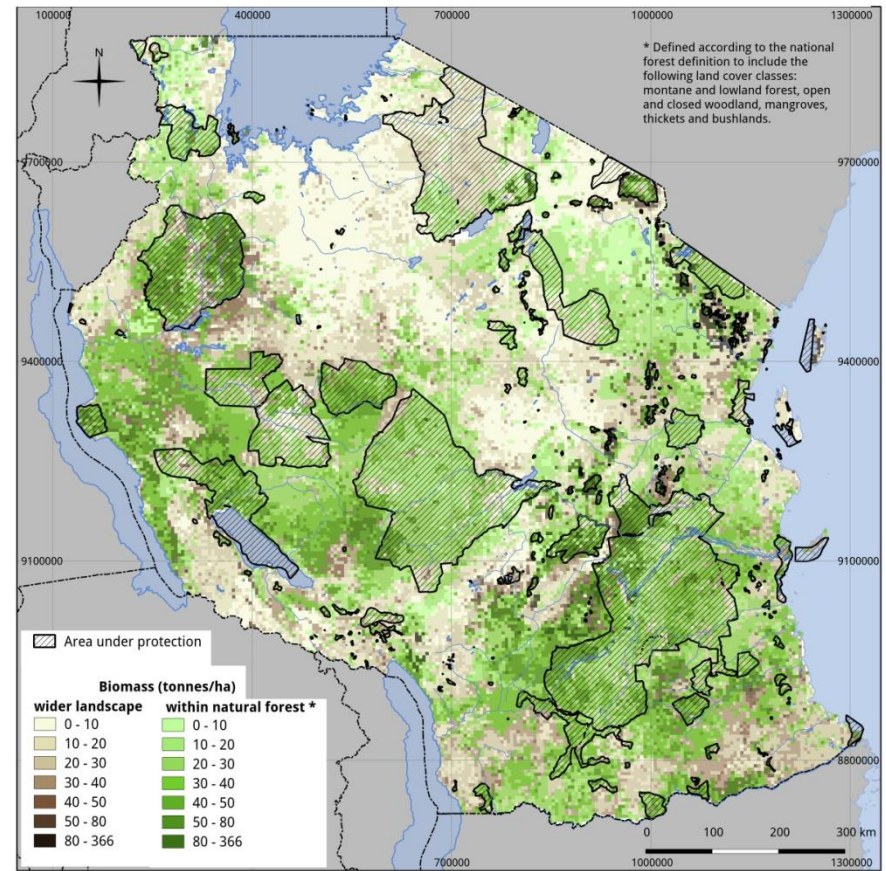 100000 400000 700000 1000000 1300000
N
* Defined according to the national
forest definition to include the
following land cover classes:
montane and lowland forest, open
and closed woodland, mangroves,
thickets and bushlands.
9700000 9700000
9400000 9400000
9100000 9100000
Area under protection
Biomass (tonnes/ha)
wider landscape within natural forest *
0 - 10 0 - 10
10 - 20 10 - 20
20 - 30 20 - 30
30 - 40 30 - 40
40 - 50 40 - 50
50 - 80 50 - 80
80 - 366 80 - 366
8800000
0 100 200 300 km
700000 1000000 1300000